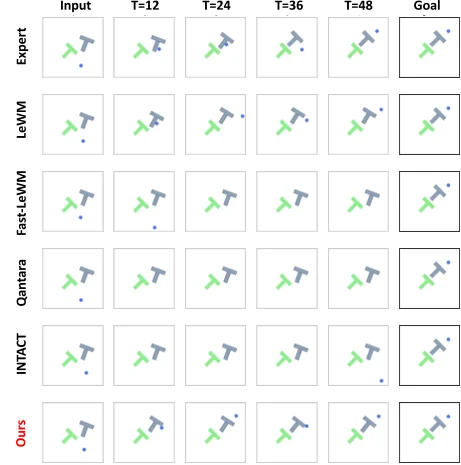 Input T=12 T=24 T=36 T=48 Goal
Expert
LeWM
Fast-LeWM
Qantara
INTACT
Ours